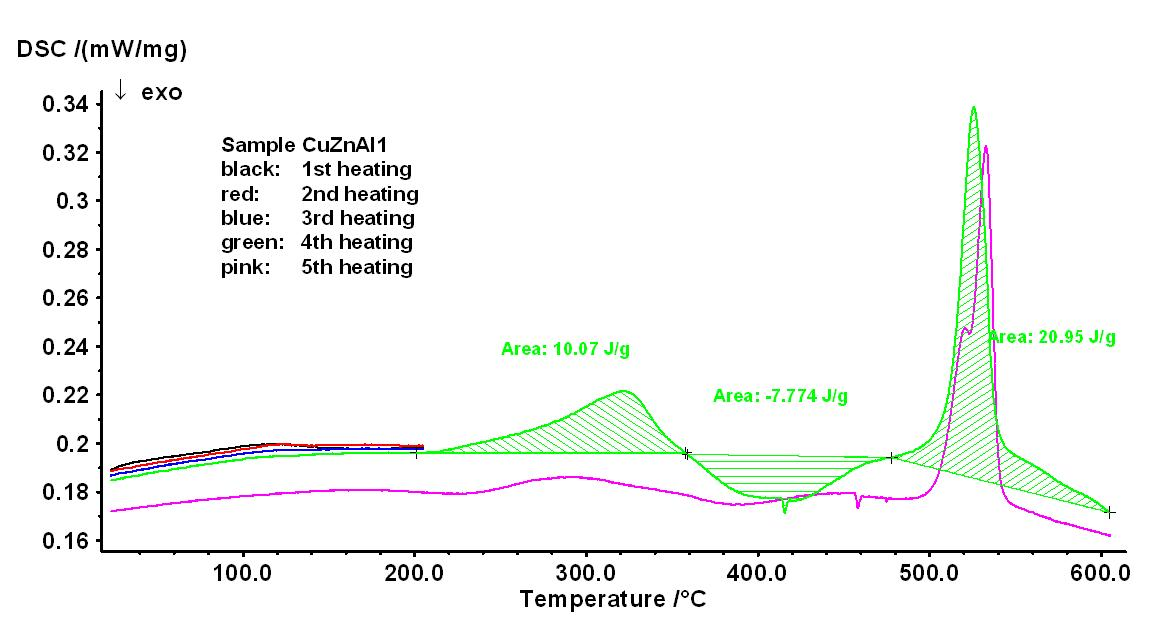 DSC /(mW/mg)
↓ exo
0.34
0.32
0.3
0.28
0.26
0.24
0.22
0.2
0.18
0.16
Sample CuZnAl1
black: 1st heating
red: 2nd heating
blue: 3rd heating
green: 4th heating
pink: 5th heating
Area: 10.07 J/g
Area: -7.774 J/g
Area: 20.95 J/g
100.0 200.0 300.0 400.0 500.0 600.0
Temperature /°C